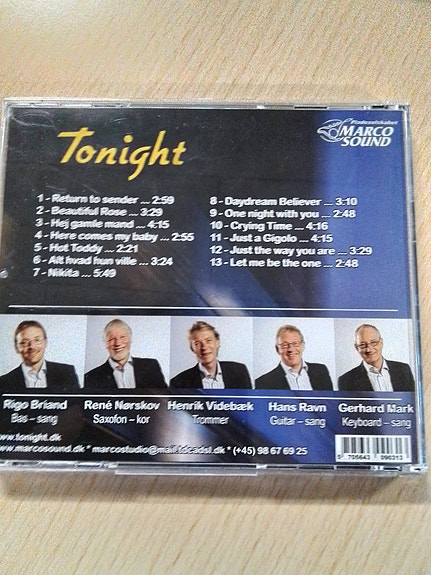 Tonight
Pladeselskabet
MARCO
SOUND
1 - Return to sender ... 2:59
2 - Beautiful Rose ... 3:29
3 - Hej gamle mand ... 4:15
4 - Here comes my baby ... 2:55
5 - Hot Toddy ... 2:21
6 - Alt hvad hun ville ... 3:24
7 - Nikita ... 5:49
8 - Daydream Believer ... 3:10
9 - One night with you ... 2:48
10 - Crying Time ... 4:16
11 - Just a Gigolo ... 4:15
12 - Just the way you are ... 3:29
13 - Let me be the one ... 2:48
Rigo Briand
Bas – sang
René Nørskov
Saxofon – kor
Henrik Videbæk
Trommer
Hans Ravn
Guitar – sang
Gerhard Mark
Keyboard – sang
www.tonight.dk
www.marcosound.dk * marcostudio@mail.tdcadsl.dk * (+45) 98 67 69 25
5 705643 090313